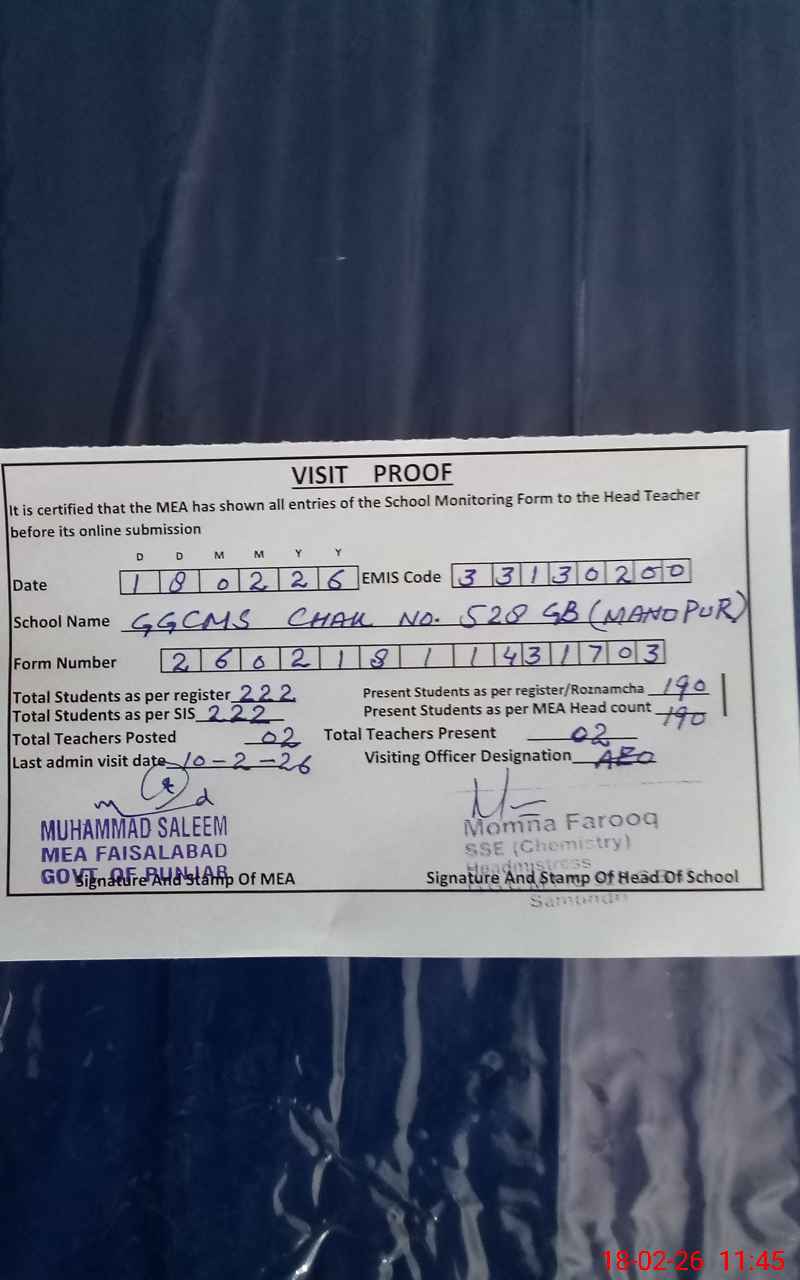 VISIT PROOF
It is certified that the MEA has shown all entries of the School Monitoring Form to the Head Teacher
before its online submission
D D M M Y Y
Date 1 8 0 2 2 6 EMIS Code 3 3 1 3 0 2 0 0
School Name GGCMS CHAK NO. 528 GB (MANOPUR)
Form Number 2 6 0 2 1 8 1 1 4 3 1 7 0 3
Total Students as per register 222 Present Students as per register/Roznamcha 190
Total Students as per SIS 222 Present Students as per MEA Head count 190
Total Teachers Posted 02 Total Teachers Present 02
Last admin visit date 10-2-26 Visiting Officer Designation AEO
MUHAMMAD SALEEM Momna Farooq
MEA FAISALABAD SSE (Chemistry)
GOVT. OF PUNJAB Headmistress
Signature And Stamp Of MEA Signature And Stamp Of Head Of School
18-02-26 11:45